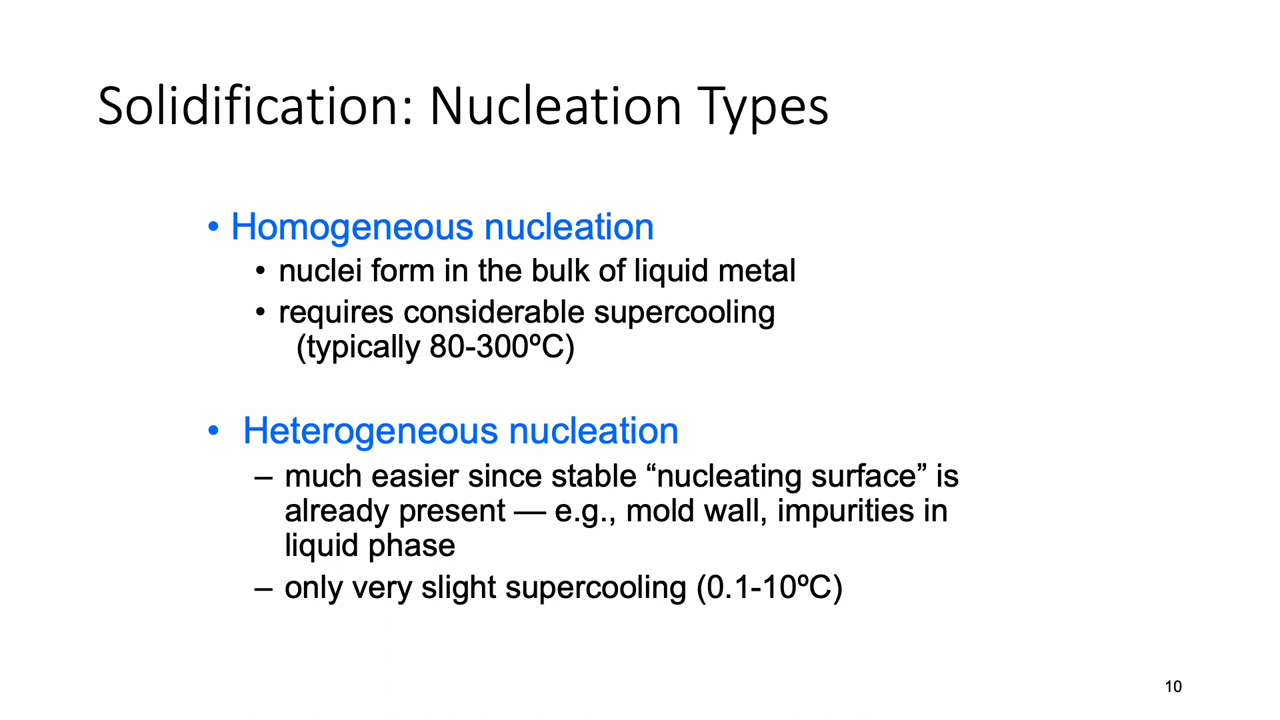 Solidification: Nucleation Types
• Homogeneous nucleation
• nuclei form in the bulk of liquid metal
• requires considerable supercooling
(typically 80-300ºC)
• Heterogeneous nucleation
– much easier since stable “nucleating surface” is
already present — e.g., mold wall, impurities in
liquid phase
– only very slight supercooling (0.1-10ºC)
10